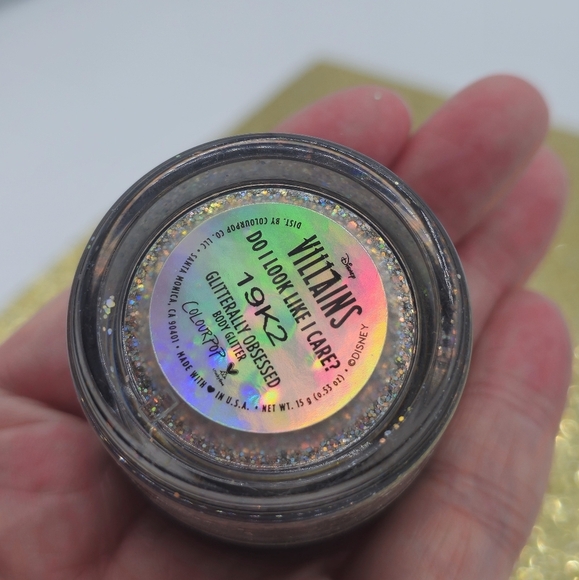 Disney
VILLAINS
DO I LOOK LIKE I CARE?
19K2
GLITTERALLY OBSESSED
BODY GLITTER
COLOURPOP
DIST. BY COLOURPOP CO. LLC • SANTA MONICA, CA 90401 • MADE WITH ♥ IN U.S.A. • NET WT. 15 g (0.53 oz) • ©DISNEY